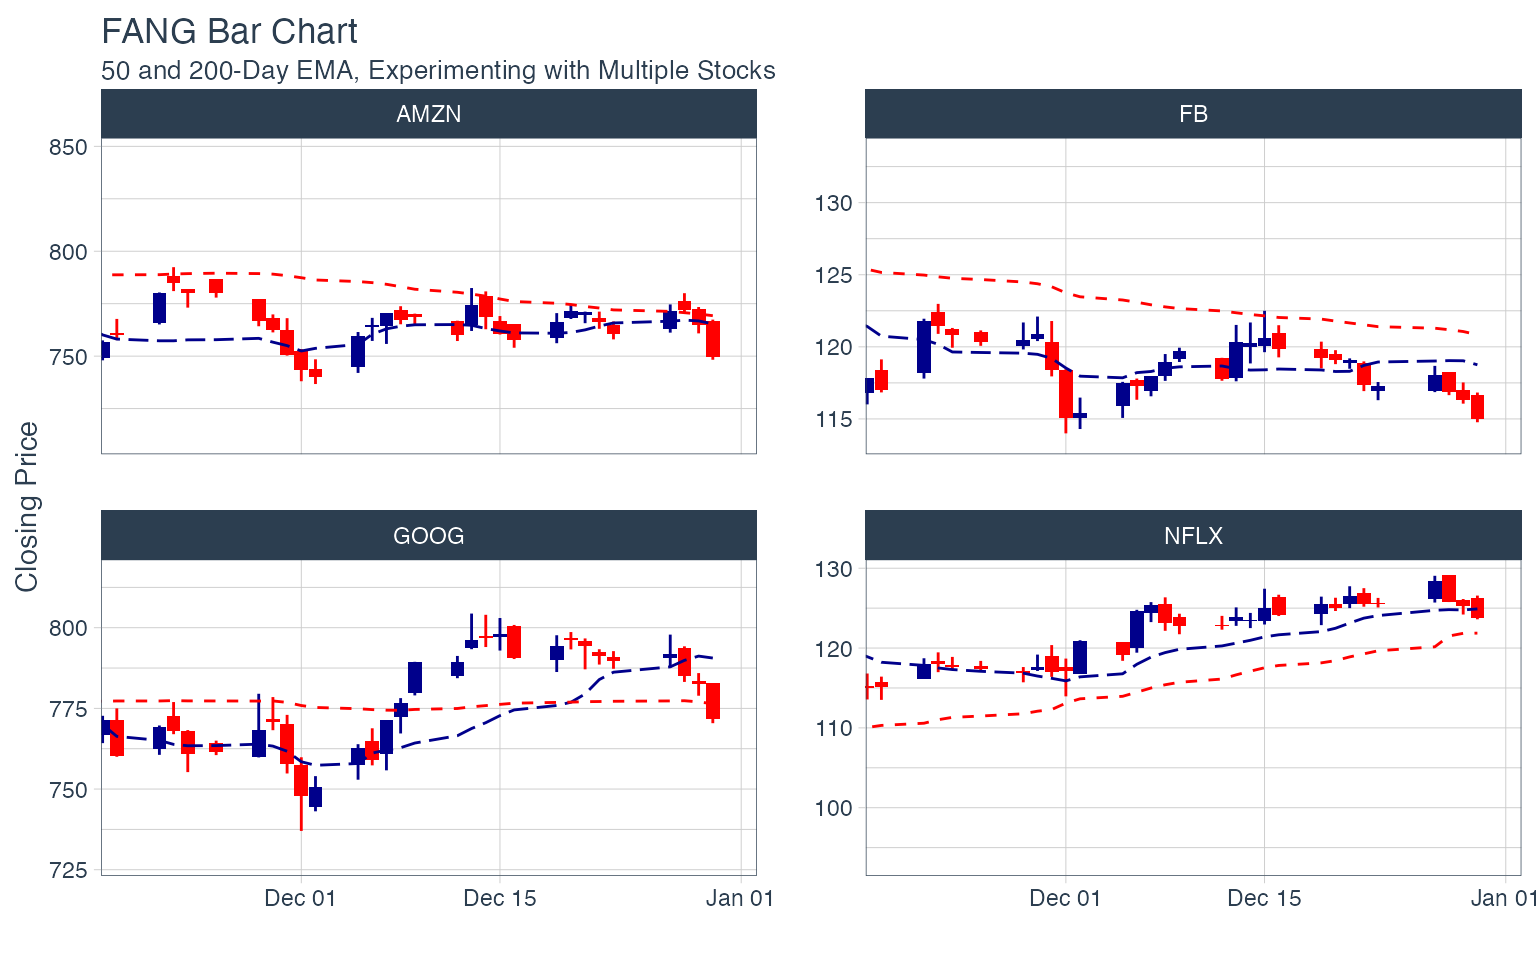 FANG Bar Chart
50 and 200-Day EMA, Experimenting with Multiple Stocks
AMZN
850
800
750
FB
130
125
120
115
Closing Price
GOOG
800
775
750
725
Dec 01
Dec 15
Jan 01
NFLX
130
120
110
100
Dec 01
Dec 15
Jan 01